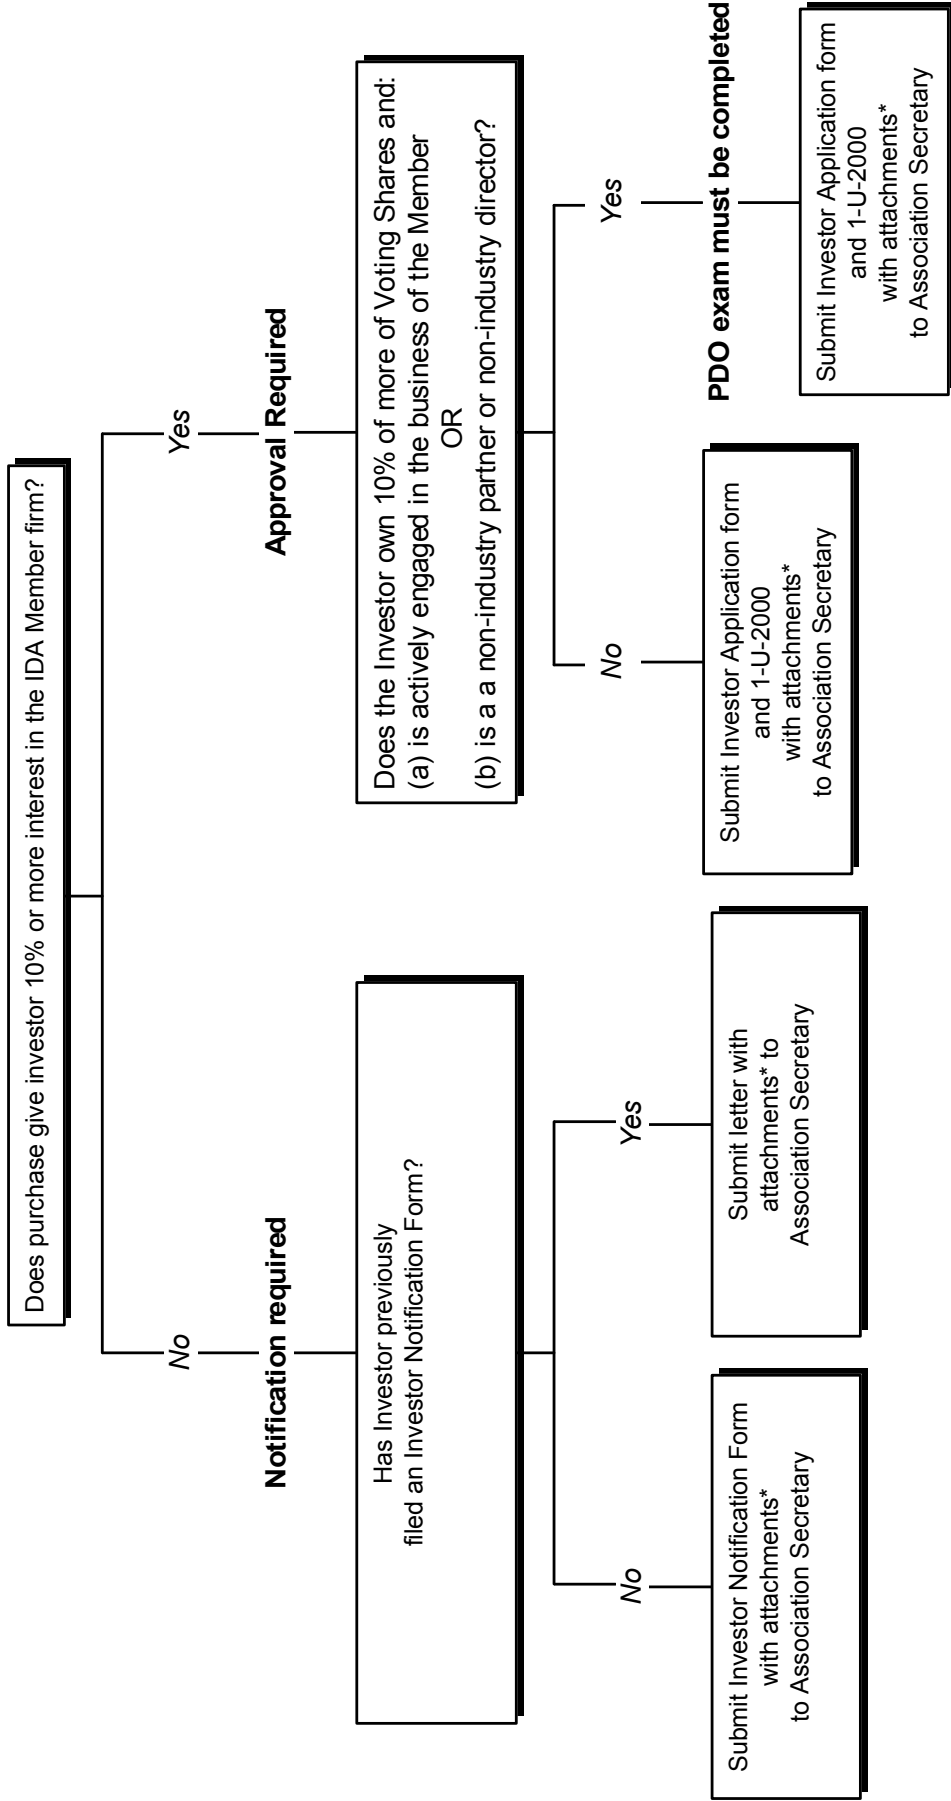 Does purchase give investor 10% or more interest in the IDA Member firm?
No
Yes
Notification required
Approval Required
Has Investor previously
filed an Investor Notification Form?
Does the Investor own 10% of more of Voting Shares and:
(a) is actively engaged in the business of the Member
OR
(b) is a a non-industry partner or non-industry director?
No
Yes
No
Yes
PDO exam must be completed
Submit Investor Notification Form
with attachments*
to Association Secretary
Submit letter with
attachments* to
Association Secretary
Submit Investor Application form
and 1-U-2000
with attachments*
to Association Secretary
Submit Investor Application form
and 1-U-2000
with attachments*
to Association Secretary